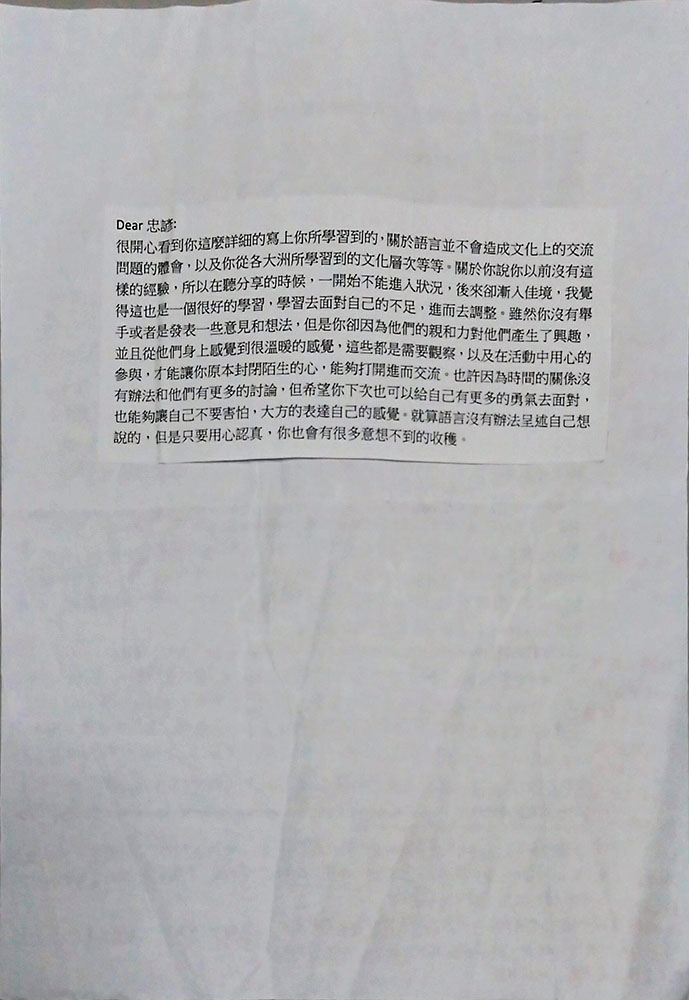 Dear 忠諺:
很開心看到你這麼詳細的寫上你所學習到的，關於語言並不會造成文化上的交流
問題的體會，以及你從各大洲所學習到的文化層次等等。關於你說你以前沒有這
樣的經驗，所以在聽分享的時候，一開始不能進入狀況，後來卻漸入佳境，我覺
得這也是一個很好的學習，學習去面對自己的不足，進而去調整。雖然你沒有舉
手或者是發表一些意見和想法，但是你卻因為他們的親和力對他們產生了興趣，
並且從他們身上感覺到很溫暖的感覺，這些都是需要觀察，以及在活動中用心的
參與，才能讓你原本封閉陌生的心，能夠打開進而交流。也許因為時間的關係沒
有辦法和他們有更多的討論，但希望你下次也可以給自己有更多的勇氣去面對，
也能夠讓自己不要害怕，大方的表達自己的感覺。就算語言沒有辦法呈述自己想
說的，但是只要用心認真，你也會有很多意想不到的收穫。